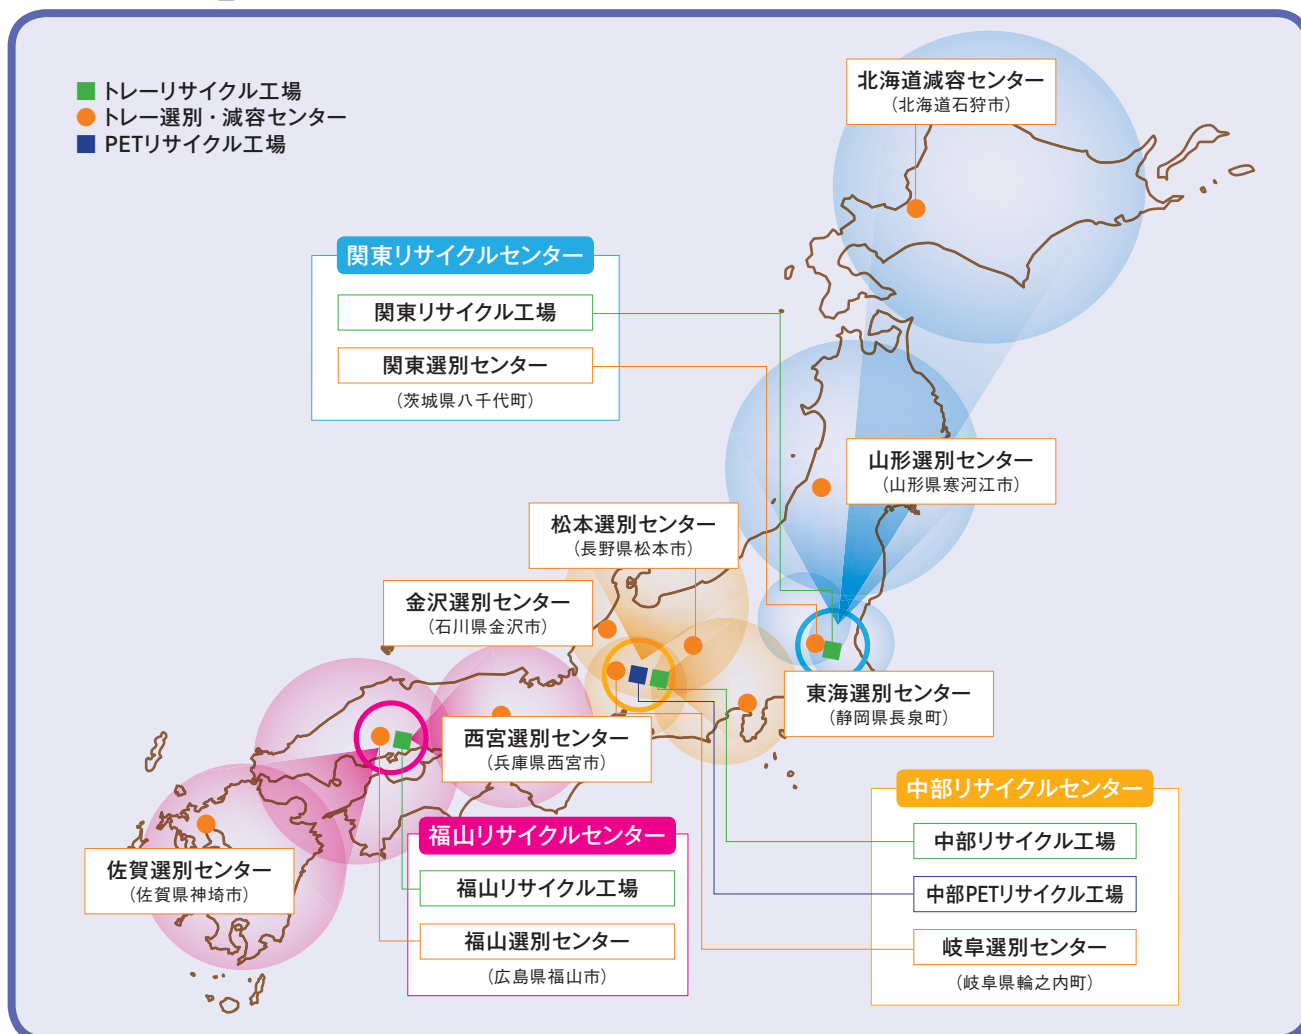 トレーリサイクル工場
トレー選別・減容センター
PETリサイクル工場
北海道減容センター
（北海道石狩市）
関東リサイクルセンター
関東リサイクル工場
関東選別センター
（茨城県八千代町）
山形選別センター
（山形県寒河江市）
松本選別センター
（長野県松本市）
金沢選別センター
（石川県金沢市）
東海選別センター
（静岡県長泉町）
西宮選別センター
（兵庫県西宮市）
中部リサイクルセンター
中部リサイクル工場
中部PETリサイクル工場
岐阜選別センター
（岐阜県輪之内町）
福山リサイクルセンター
福山リサイクル工場
福山選別センター
（広島県福山市）
佐賀選別センター
（佐賀県神埼市）